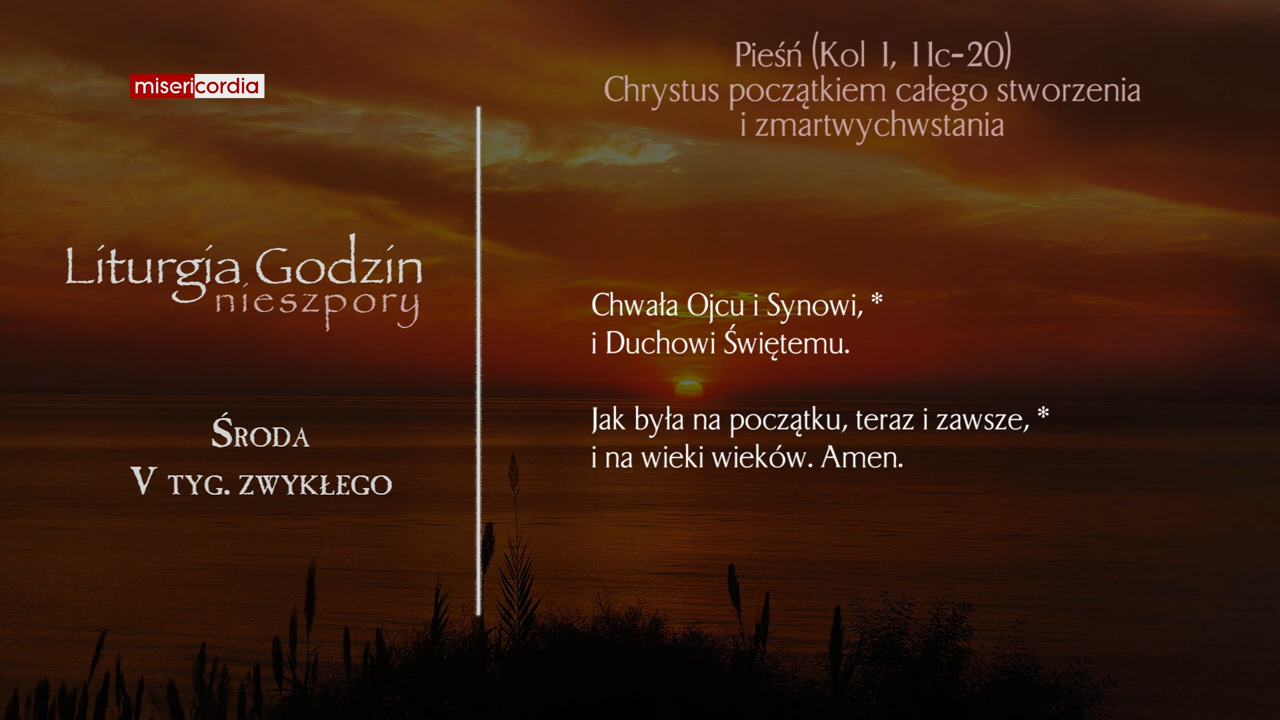 misericordia
Liturgia Godzin
nieszpory
Środa
V tyg. zwykłego
Pieśń (Kol 1, 11c-20)
Chrystus początkiem całego stworzenia
i zmartwychwstania
Chwała Ojcu i Synowi, *
i Duchowi Świętemu.
Jak była na początku, teraz i zawsze, *
i na wieki wieków. Amen.